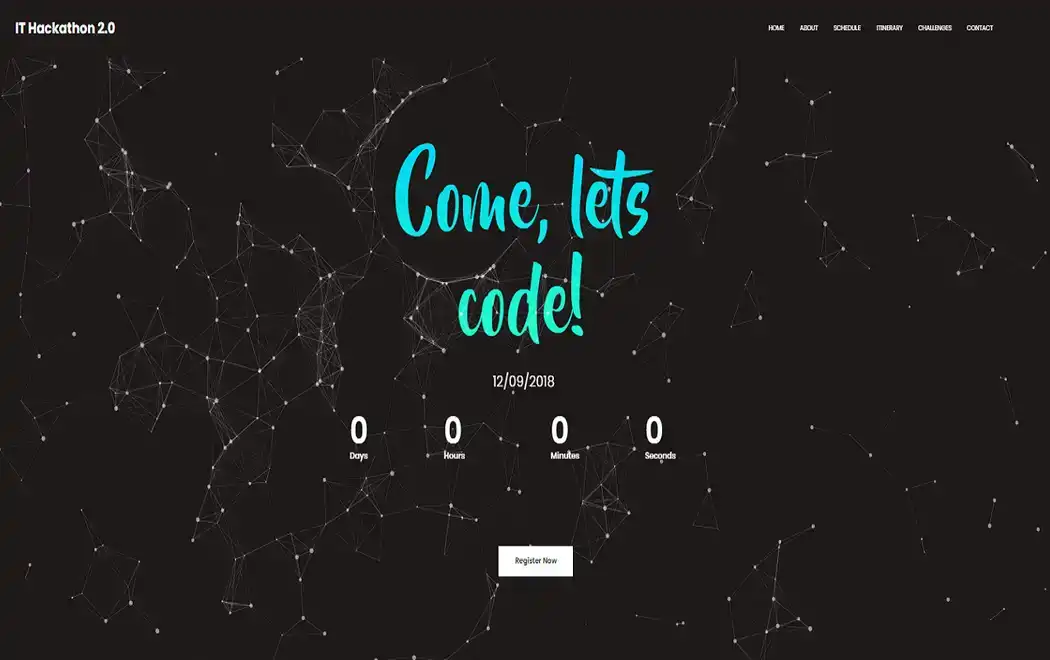 IT Hackathon 2.0
HOME ABOUT SCHEDULE ITINERARY CHALLENGES CONTACT
Come, lets
code!
12/09/2018
0 0 0 0
Days Hours Minutes Seconds
Register Now